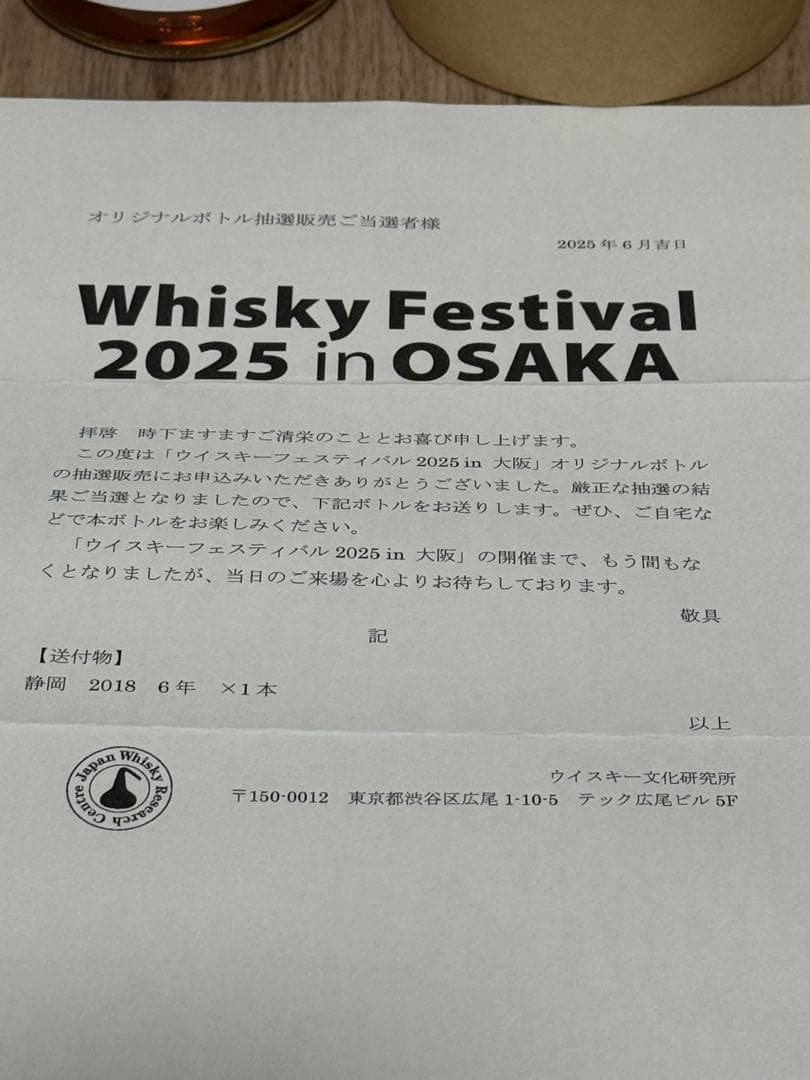 オリジナルボトル抽選販売ご当選者様
2025年6月吉日
Whisky Festival
2025 in OSAKA
拝啓　時下ますますご清栄のこととお喜び申し上げます。
この度は「ウイスキーフェスティバル 2025 in 大阪」オリジナルボトル
の抽選販売にお申込みいただきありがとうございました。厳正な抽選の結
果ご当選となりましたので、下記ボトルをお送りします。ぜひ、ご自宅な
どで本ボトルをお楽しみください。
「ウイスキーフェスティバル 2025 in 大阪」の開催まで、もう間もな
くとなりましたが、当日のご来場を心よりお待ちしております。
敬具
記
【送付物】
静岡　2018　6年　×1本
以上
Japan Whisky Research Centre
ウイスキー文化研究所
〒150-0012　東京都渋谷区広尾 1-10-5　テック広尾ビル 5F